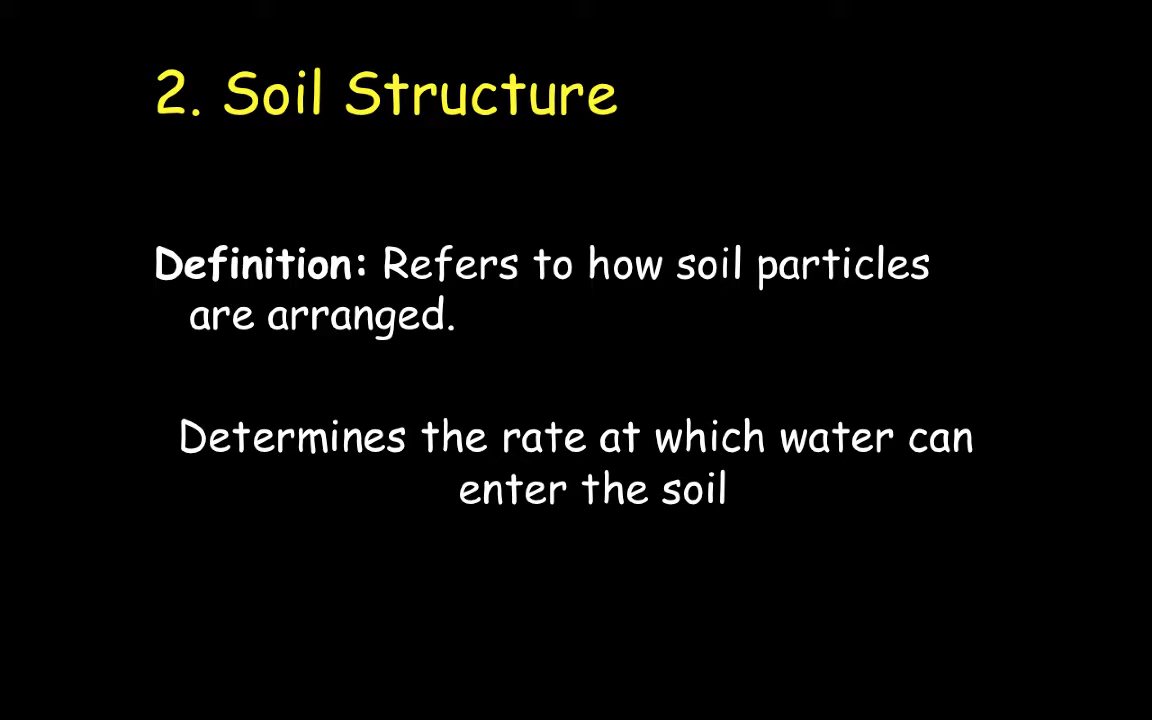 2. Soil Structure
Definition: Refers to how soil particles
are arranged.
Determines the rate at which water can
enter the soil